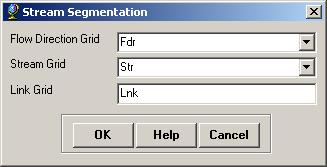 Stream Segmentation
Flow Direction Grid Fdr
Stream Grid Str
Link Grid Lnk
OK Help Cancel